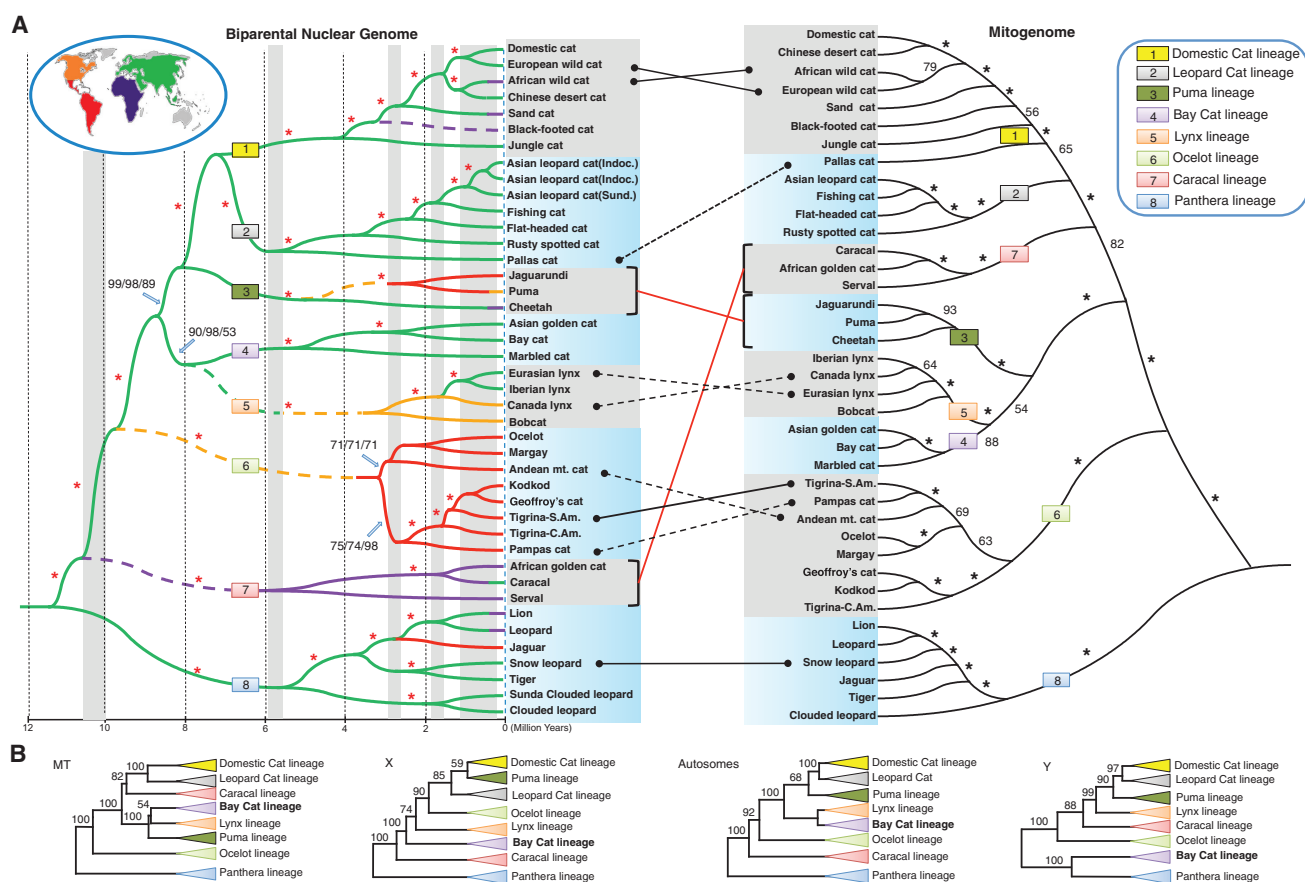 A
Biparental Nuclear Genome
Mitogenome
1 Domestic Cat lineage
2 Leopard Cat lineage
3 Puma lineage
4 Bay Cat lineage
5 Lynx lineage
6 Ocelot lineage
7 Caracal lineage
8 Panthera lineage
Domestic cat
European wild cat
African wild cat
Chinese desert cat
Sand cat
Black-footed cat
Jungle cat
Asian leopard cat(Indoc.)
Asian leopard cat(Indoc.)
Asian leopard cat(Sund.)
Fishing cat
Flat-headed cat
Rusty spotted cat
Pallas cat
Jaguarundi
Puma
Cheetah
Asian golden cat
Bay cat
Marbled cat
Eurasian lynx
Iberian lynx
Canada lynx
Bobcat
Ocelot
Margay
Andean mt. cat
Kodkod
Geoffroy's cat
Tigrina-S.Am.
Tigrina-C.Am.
Pampas cat
African golden cat
Caracal
Serval
Lion
Leopard
Jaguar
Snow leopard
Tiger
Sunda Clouded leopard
Clouded leopard
1
2
3
4
5
6
7
8
99/98/89
90/98/53
71/71/71
75/74/98
12 10 8 6 4 2 0 (Million Years)
Domestic cat
Chinese desert cat
African wild cat
European wild cat
Sand cat
Black-footed cat
Jungle cat
Pallas cat
Asian leopard cat
Fishing cat
Flat-headed cat
Rusty spotted cat
Caracal
African golden cat
Serval
Jaguarundi
Puma
Cheetah
Iberian lynx
Canada lynx
Eurasian lynx
Bobcat
Asian golden cat
Bay cat
Marbled cat
Tigrina-S.Am.
Pampas cat
Andean mt. cat
Ocelot
Margay
Geoffroy's cat
Kodkod
Tigrina-C.Am.
Lion
Leopard
Snow leopard
Jaguar
Tiger
Clouded leopard
79
56
1
65
2
82
7
93
3
64
5
54
4
88
69
6
63
8
B
MT
Domestic Cat lineage
Leopard Cat lineage
Caracal lineage
Bay Cat lineage
Lynx lineage
Puma lineage
Ocelot lineage
Panthera lineage
100
82
100
54
100
100
X
Domestic Cat lineage
Puma lineage
Leopard Cat lineage
Ocelot lineage
Lynx lineage
Bay Cat lineage
Caracal lineage
Panthera lineage
59
85
90
74
100
100
Autosomes
Domestic Cat lineage
Leopard Cat
Puma lineage
Lynx lineage
Bay Cat lineage
Ocelot lineage
Caracal lineage
Panthera lineage
100
68
100
92
100
Y
Domestic Cat lineage
Leopard Cat lineage
Puma lineage
Lynx lineage
Caracal lineage
Ocelot lineage
Bay Cat lineage
Panthera lineage
97
90
99
88
100
100